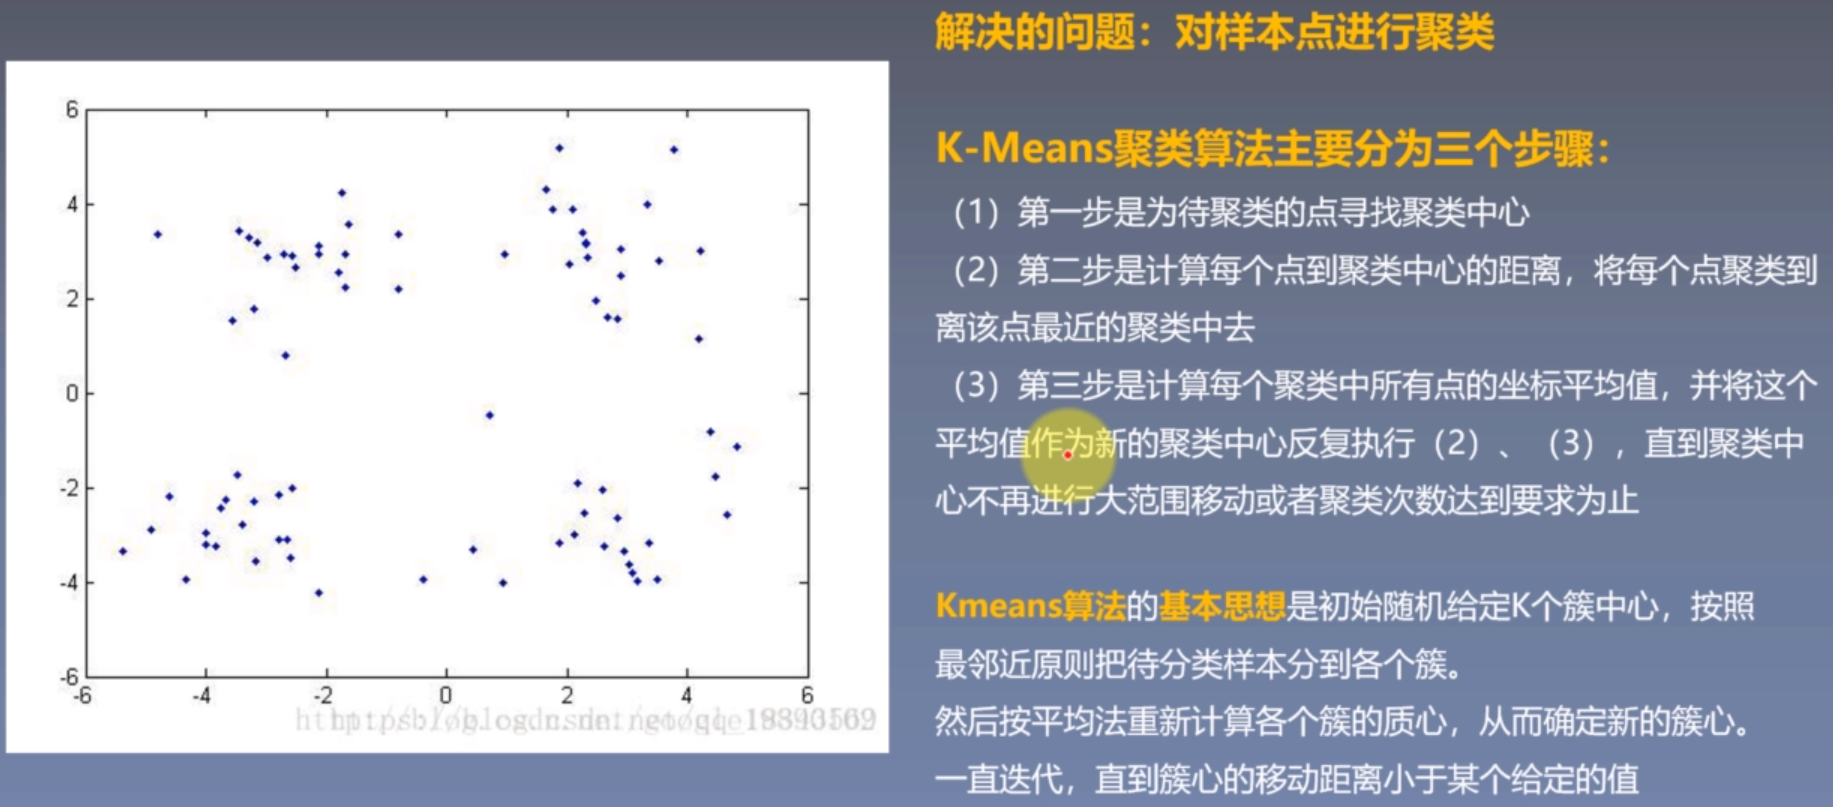 解决的问题：对样本点进行聚类
K-Means聚类算法主要分为三个步骤：
（1）第一步是为待聚类的点寻找聚类中心
（2）第二步是计算每个点到聚类中心的距离，将每个点聚类到
离该点最近的聚类中去
（3）第三步是计算每个聚类中所有点的坐标平均值，并将这个
平均值作为新的聚类中心反复执行（2）、（3），直到聚类中
心不再进行大范围移动或者聚类次数达到要求为止
Kmeans算法的基本思想是初始随机给定K个簇中心，按照
最邻近原则把待分类样本分到各个簇。
然后按平均法重新计算各个簇的质心，从而确定新的簇心。
一直迭代，直到簇心的移动距离小于某个给定的值
6
4
2
0
-2
-4
-6
-6 -4 -2 0 2 4 6